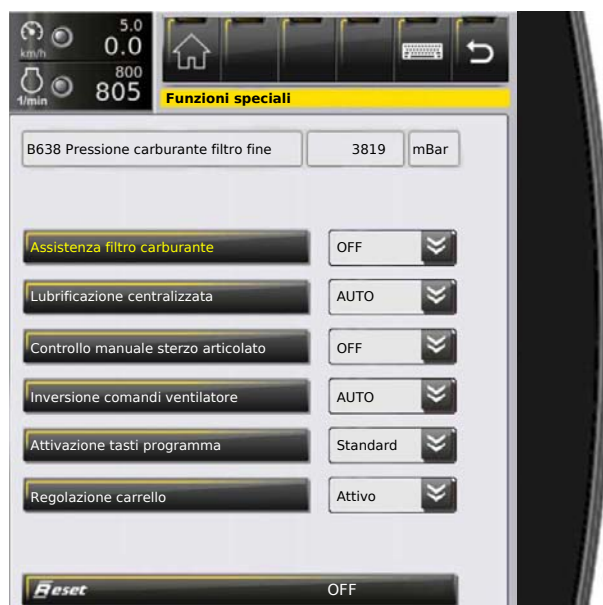 km/h 5.0
0.0
1/min 800
805
Funzioni speciali
B638 Pressione carburante filtro fine 3819 mBar
Assistenza filtro carburante OFF
Lubrificazione centralizzata AUTO
Controllo manuale sterzo articolato OFF
Inversione comandi ventilatore AUTO
Attivazione tasti programma Standard
Regolazione carrello Attivo
Reset OFF